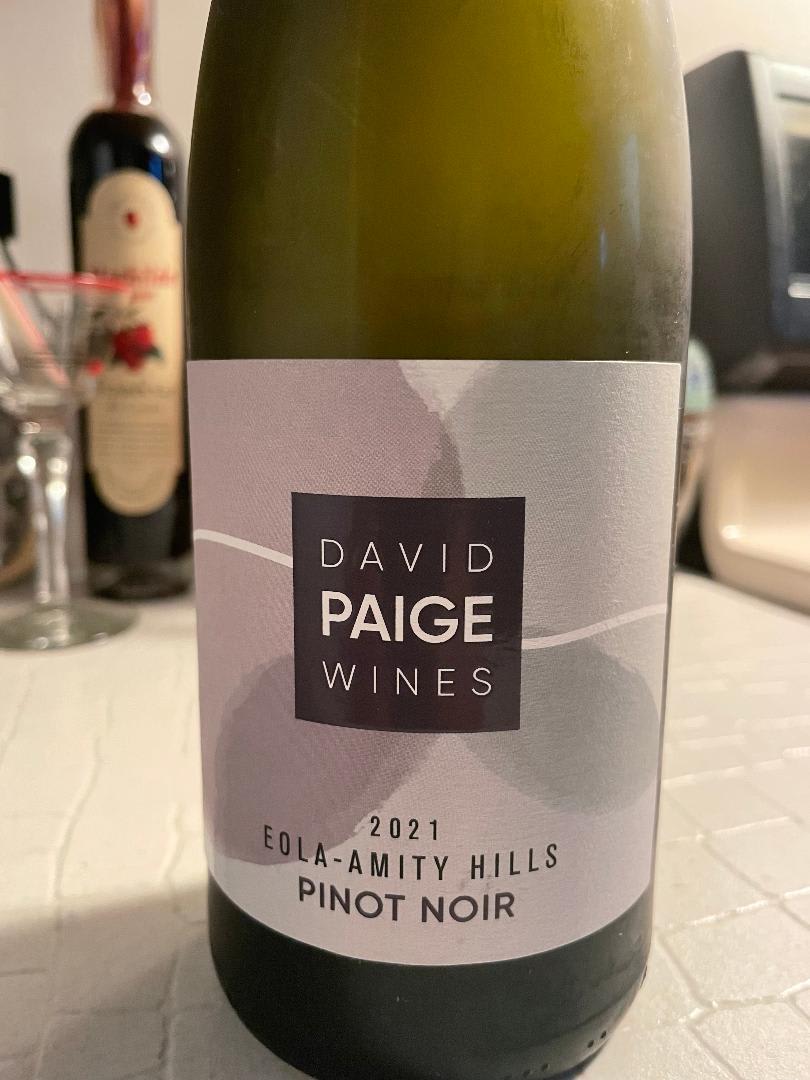 DAVID
PAIGE
WINES
2021
EOLA-AMITY HILLS
PINOT NOIR